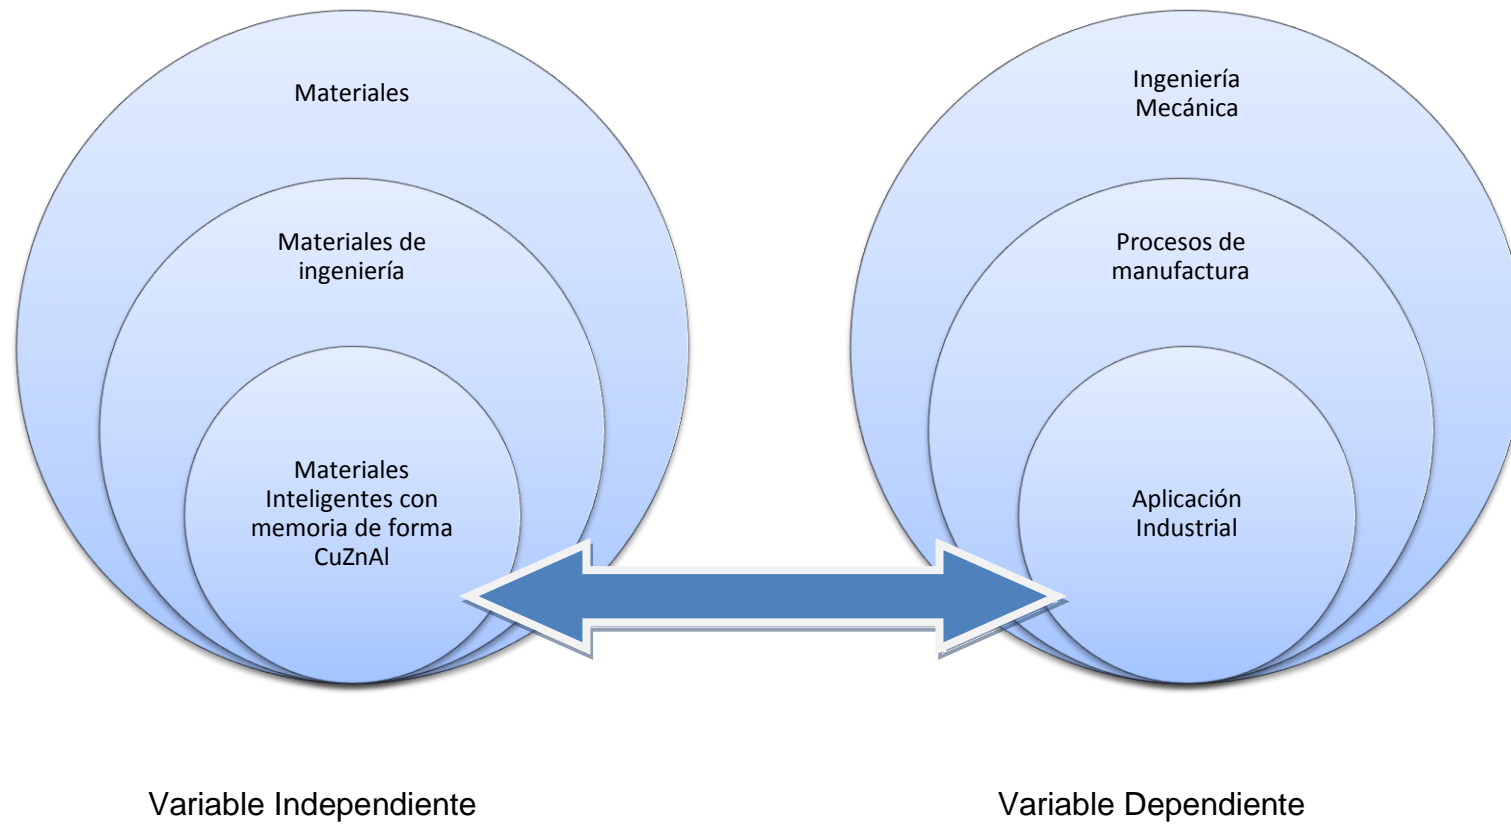 Materiales
Materiales de
ingeniería
Materiales
Inteligentes con
memoria de forma
CuZnAl
Ingeniería
Mecánica
Procesos de
manufactura
Aplicación
Industrial
Variable Independiente
Variable Dependiente